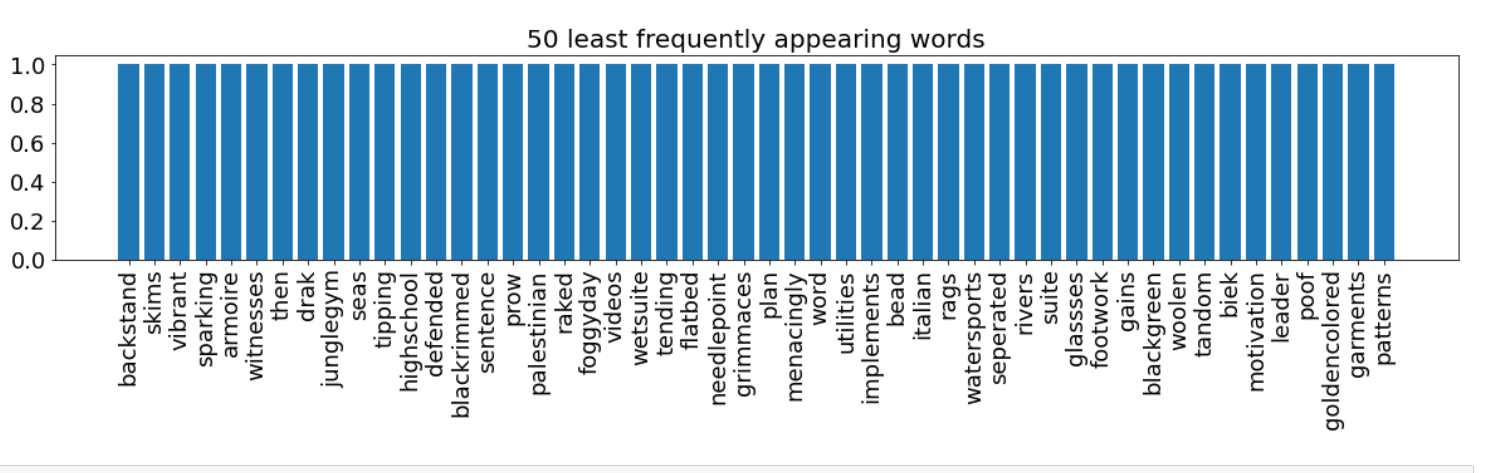 50 least frequently appearing words
1.0
0.8
0.6
0.4
0.2
0.0
backstand
skims
vibrant
sparking
armoire
witnesses
then
drak
junglegym
seas
tipping
highschool
defended
blackrimmed
sentence
prow
palestinian
raked
foggyday
videos
wetsuite
tending
flatbed
needlepoint
grimmaces
plan
menacingly
word
utilities
implements
bead
italian
rags
watersports
seperated
rivers
suite
glassses
footwork
gains
blackgreen
woolen
tandom
biek
motivation
leader
poof
goldencolored
garments
patterns